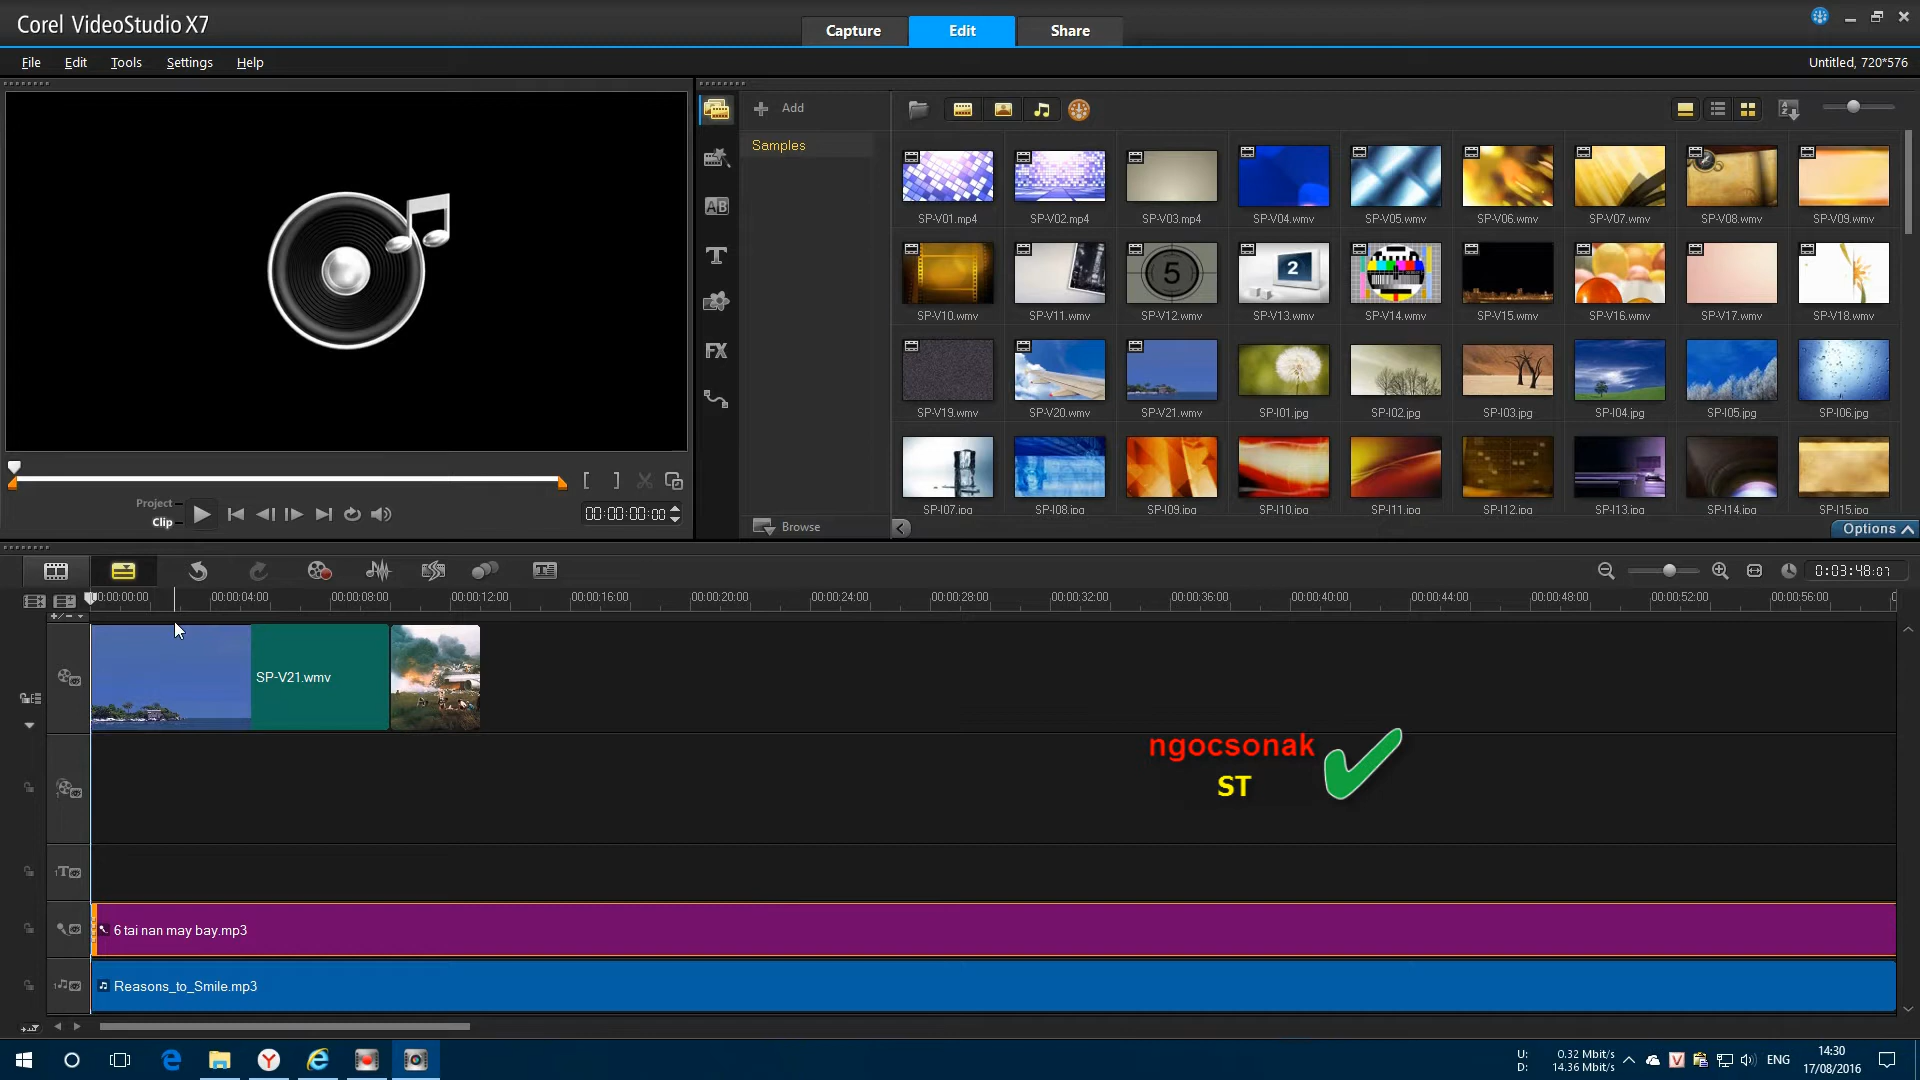 Corel VideoStudio X7
Capture
Edit
Share
File
Edit
Tools
Settings
Help
Untitled, 720*576
Add
Samples
SP-V01.mp4
SP-V02.mp4
SP-V03.mp4
SP-V04.wmv
SP-V05.wmv
SP-V06.wmv
SP-V07.wmv
SP-V08.wmv
SP-V09.wmv
5
2
SP-V10.wmv
SP-V11.wmv
SP-V12.wmv
SP-V13.wmv
SP-V14.wmv
SP-V15.wmv
SP-V16.wmv
SP-V17.wmv
SP-V18.wmv
SP-V19.wmv
SP-V20.wmv
SP-V21.wmv
SP-I01.jpg
SP-I02.jpg
SP-I03.jpg
SP-I04.jpg
SP-I05.jpg
SP-I06.jpg
SP-I07.jpg
SP-I08.jpg
SP-I09.jpg
SP-I10.jpg
SP-I11.jpg
SP-I12.jpg
SP-I13.jpg
SP-I14.jpg
SP-I15.jpg
AB
T
FX
Project
Clip
00:00:00:00
Browse
Options
0:03:48:07
00:00:00:00
00:00:04:00
00:00:08:00
00:00:12:00
00:00:16:00
00:00:20:00
00:00:24:00
00:00:28:00
00:00:32:00
00:00:36:00
00:00:40:00
00:00:44:00
00:00:48:00
00:00:52:00
00:00:56:00
SP-V21.wmv
ngocsonak
ST
6 tai nan may bay.mp3
Reasons_to_Smile.mp3
U: 0.32 Mbit/s
D: 14.36 Mbit/s
ENG
14:30
17/08/2016